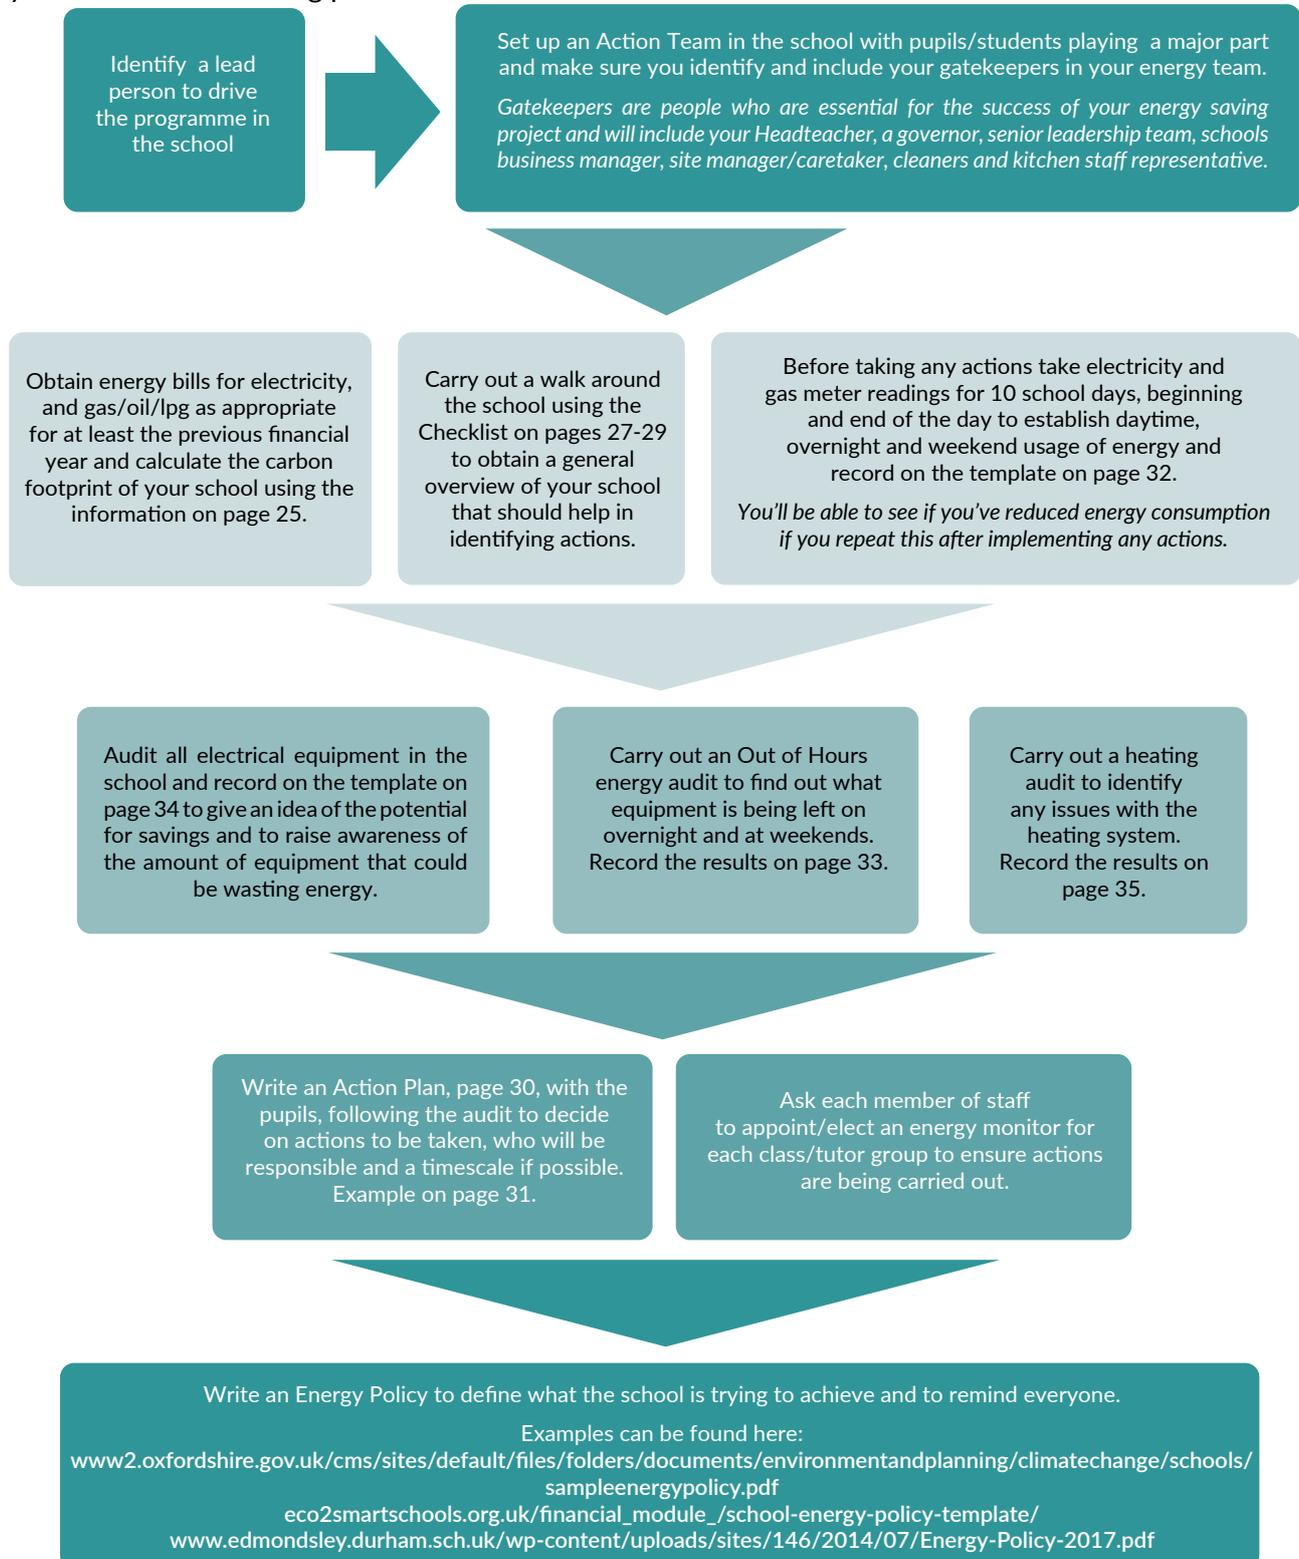 Identify a lead
person to drive
the programme in
the school
Set up an Action Team in the school with pupils/students playing a major part
and make sure you identify and include your gatekeepers in your energy team.
Gatekeepers are people who are essential for the success of your energy saving
project and will include your Headteacher, a governor, senior leadership team, schools
business manager, site manager/caretaker, cleaners and kitchen staff representative.
Obtain energy bills for electricity,
and gas/oil/lpg as appropriate
for at least the previous financial
year and calculate the carbon
footprint of your school using the
information on page 25.
Carry out a walk around
the school using the
Checklist on pages 27-29
to obtain a general
overview of your school
that should help in
identifying actions.
Before taking any actions take electricity and
gas meter readings for 10 school days, beginning
and end of the day to establish daytime,
overnight and weekend usage of energy and
record on the template on page 32.
You'll be able to see if you've reduced energy consumption
if you repeat this after implementing any actions.
Audit all electrical equipment in the
school and record on the template on
page 34 to give an idea of the potential
for savings and to raise awareness of
the amount of equipment that could
be wasting energy.
Carry out an Out of Hours
energy audit to find out what
equipment is being left on
overnight and at weekends.
Record the results on page 33.
Carry out a heating
audit to identify
any issues with the
heating system.
Record the results on
page 35.
Write an Action Plan, page 30, with the
pupils, following the audit to decide
on actions to be taken, who will be
responsible and a timescale if possible.
Example on page 31.
Ask each member of staff
to appoint/elect an energy monitor for
each class/tutor group to ensure actions
are being carried out.
Write an Energy Policy to define what the school is trying to achieve and to remind everyone.
Examples can be found here:
www2.oxfordshire.gov.uk/cms/sites/default/files/folders/documents/environmentandplanning/climatechange/schools/
sampleenergypolicy.pdf
eco2smartschools.org.uk/financial_module_/school-energy-policy-template/
www.edmondsley.durham.sch.uk/wp-content/uploads/sites/146/2014/07/Energy-Policy-2017.pdf